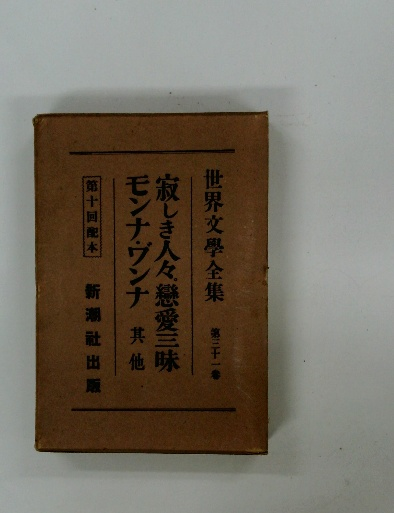 世界文學全集 第三十一卷
寂しき人々.戀愛三昧
モンナ・ヴンナ 其他
第十回配本
新潮社出版